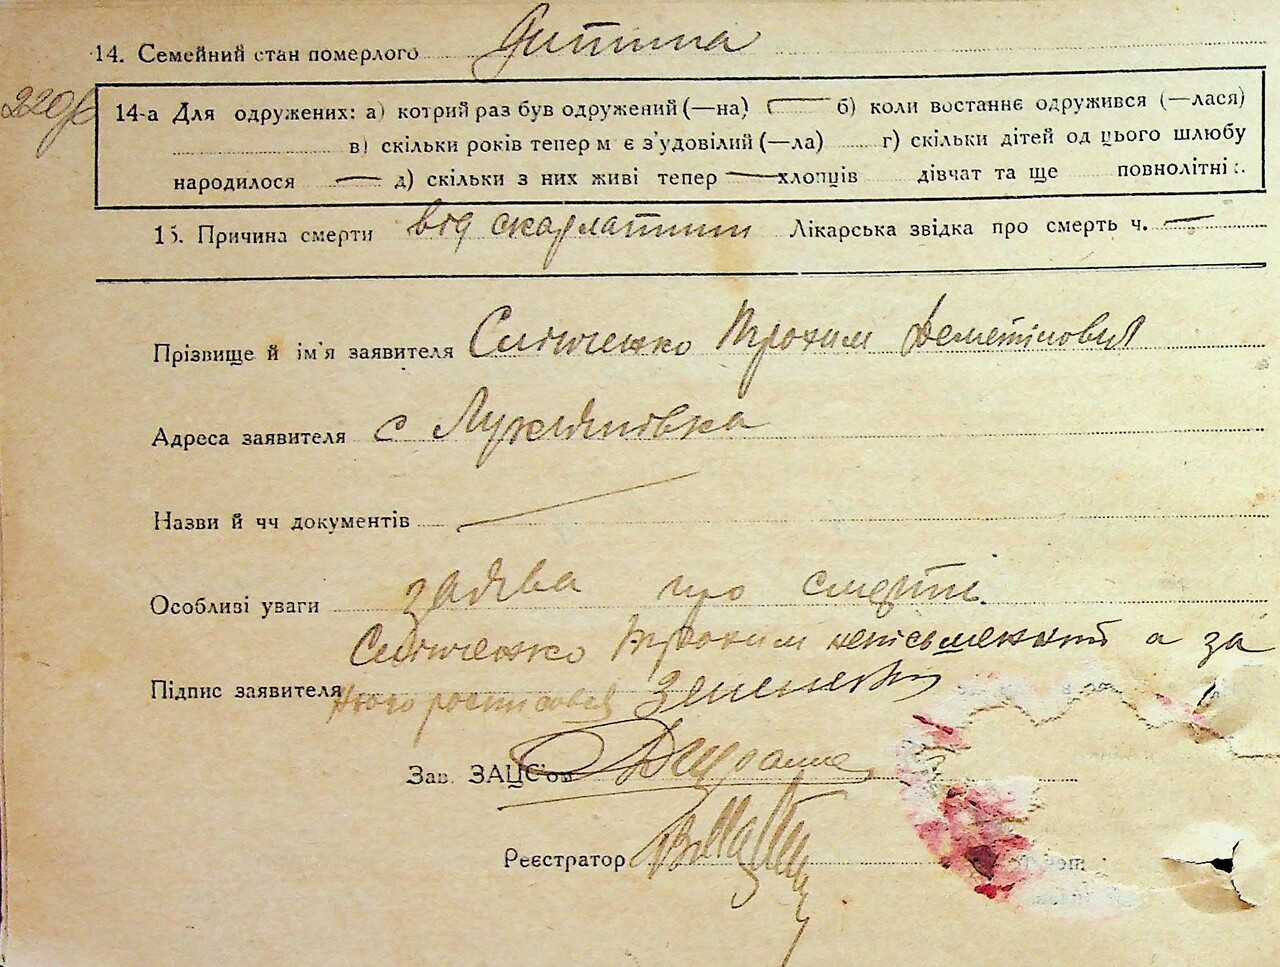 14. Семейний стан померлого Дитина
14-а Для одружених: а) котрий раз був одружений (—на) — б) коли востаннє одружився (—лася)
в) скільки років тепер м є з'удовілий (—ла) г) скільки дітей од цього шлюбу
народилося — д) скільки з них живі тепер — хлопців дівчат та ще повнолітні
15. Причина смерти від скарлатини Лікарська звідка про смерть ч. —
Прізвище й ім'я заявителя Трохим
Адреса заявителя с Лукянівка
Назви й чч документів —
Особливі уваги заява про смерть.
Трохим неписьменний а за
Підпис заявителя нього росписався
Зав. ЗАЦС'ом
Реєстратор